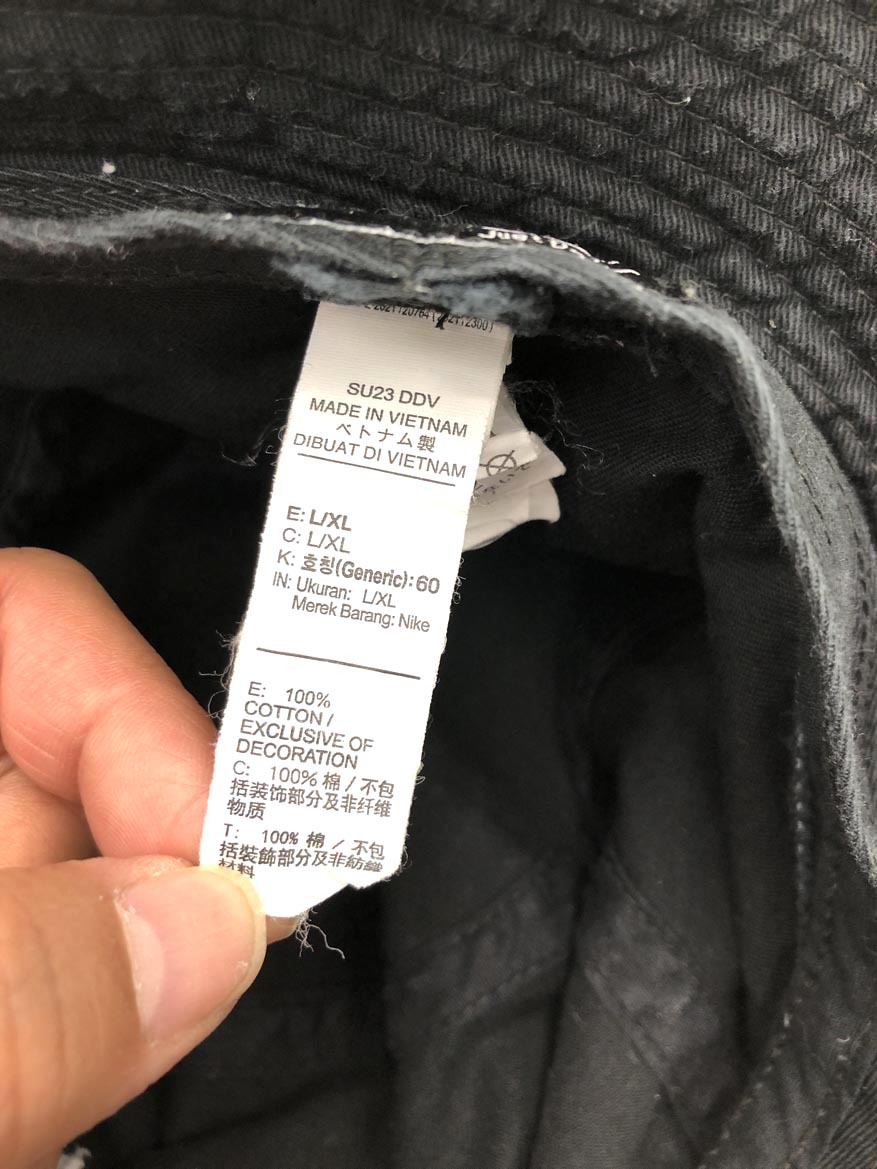 SU23 DDV
MADE IN VIETNAM
ベトナム製
DIBUAT DI VIETNAM
E: L/XL
C: L/XL
K: 호칭(Generic): 60
IN: Ukuran: L/XL
Merek Barang: Nike
E: 100%
COTTON /
EXCLUSIVE OF
DECORATION
C: 100% 棉 / 不包
括装饰部分及非纤维
物质
T: 100% 棉 / 不包
括裝飾部分及非紡織
材料